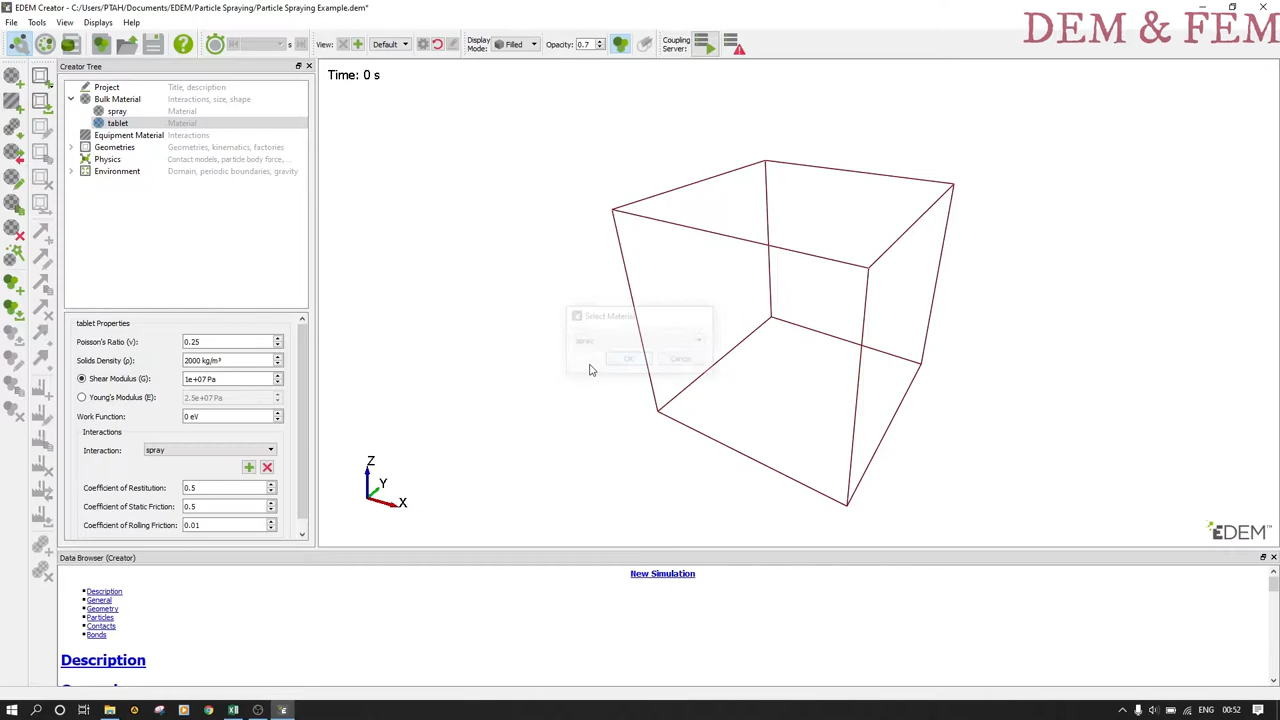 EDEM Creator - C:/Users/PTAH/Documents/EDEM/Particle Spraying/Particle Spraying Example.dem*
DEM & FEM
File Tools View Displays Help
s
View:
Default
Display Mode:
Filled
Opacity: 0.7
Coupling Server:
Creator Tree
Time: 0 s
Project Title, description
Bulk Material Interactions, size, shape
spray Material
tablet Material
Equipment Material Interactions
Geometries Geometries, kinematics, factories
Physics Contact models, particle body force, ...
Environment Domain, periodic boundaries, gravity
Select Material
spray
OK Cancel
tablet Properties
Poisson's Ratio (ν): 0.25
Solids Density (ρ): 2000 kg/m³
Shear Modulus (G): 1e+07 Pa
Young's Modulus (E): 2.5e+07 Pa
Work Function: 0 eV
Interactions
Interaction: spray
Coefficient of Restitution: 0.5
Coefficient of Static Friction: 0.5
Coefficient of Rolling Friction: 0.01
Z
Y
X
EDEM
Data Browser (Creator)
New Simulation
Description
General
Geometry
Particles
Contacts
Bonds
Description
ENG 00:52